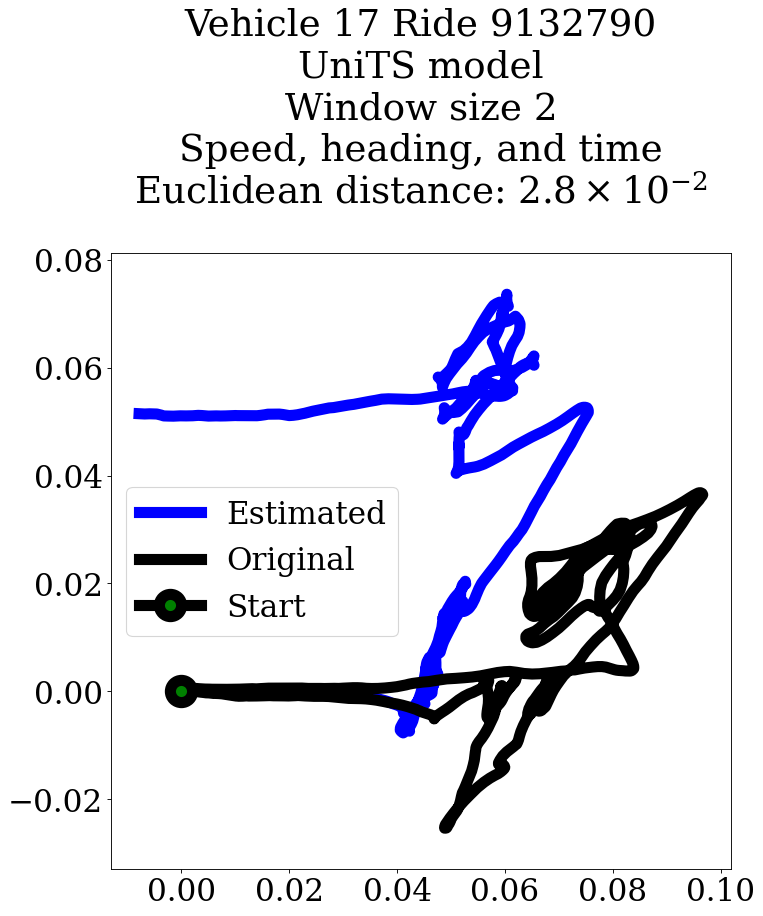 Vehicle 17 Ride 9132790
UniTS model
Window size 2
Speed, heading, and time
Euclidean distance: 2.8 × 10⁻²
0.08
0.06
0.04
0.02
0.00
−0.02
Estimated
Original
Start
0.00 0.02 0.04 0.06 0.08 0.10